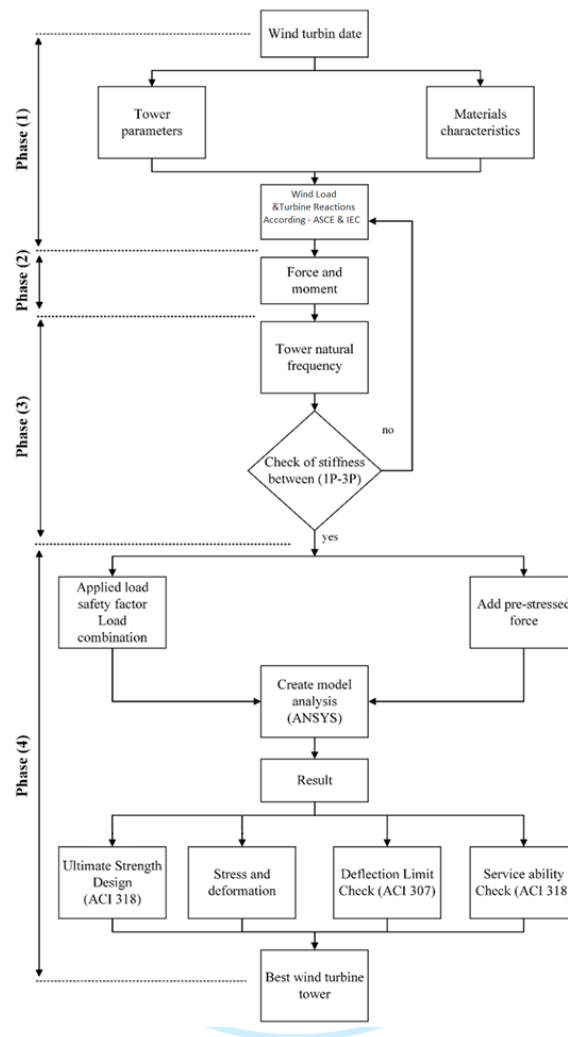 Wind turbin date
Phase (1)
Tower
parameters
Materials
characteristics
Wind Load
&Turbine Reactions
According - ASCE & IEC
Phase (2)
Force and
moment
Phase (3)
Tower natural
frequency
no
Check of stiffness
between (1P-3P)
yes
Phase (4)
Applied load
safety factor
Load
combination
Add pre-stressed
force
Create model
analysis
(ANSYS)
Result
Ultimate Strength
Design
(ACI 318)
Stress and
deformation
Deflection Limit
Check (ACI 307)
Service ability
Check (ACI 318)
Best wind turbine
tower